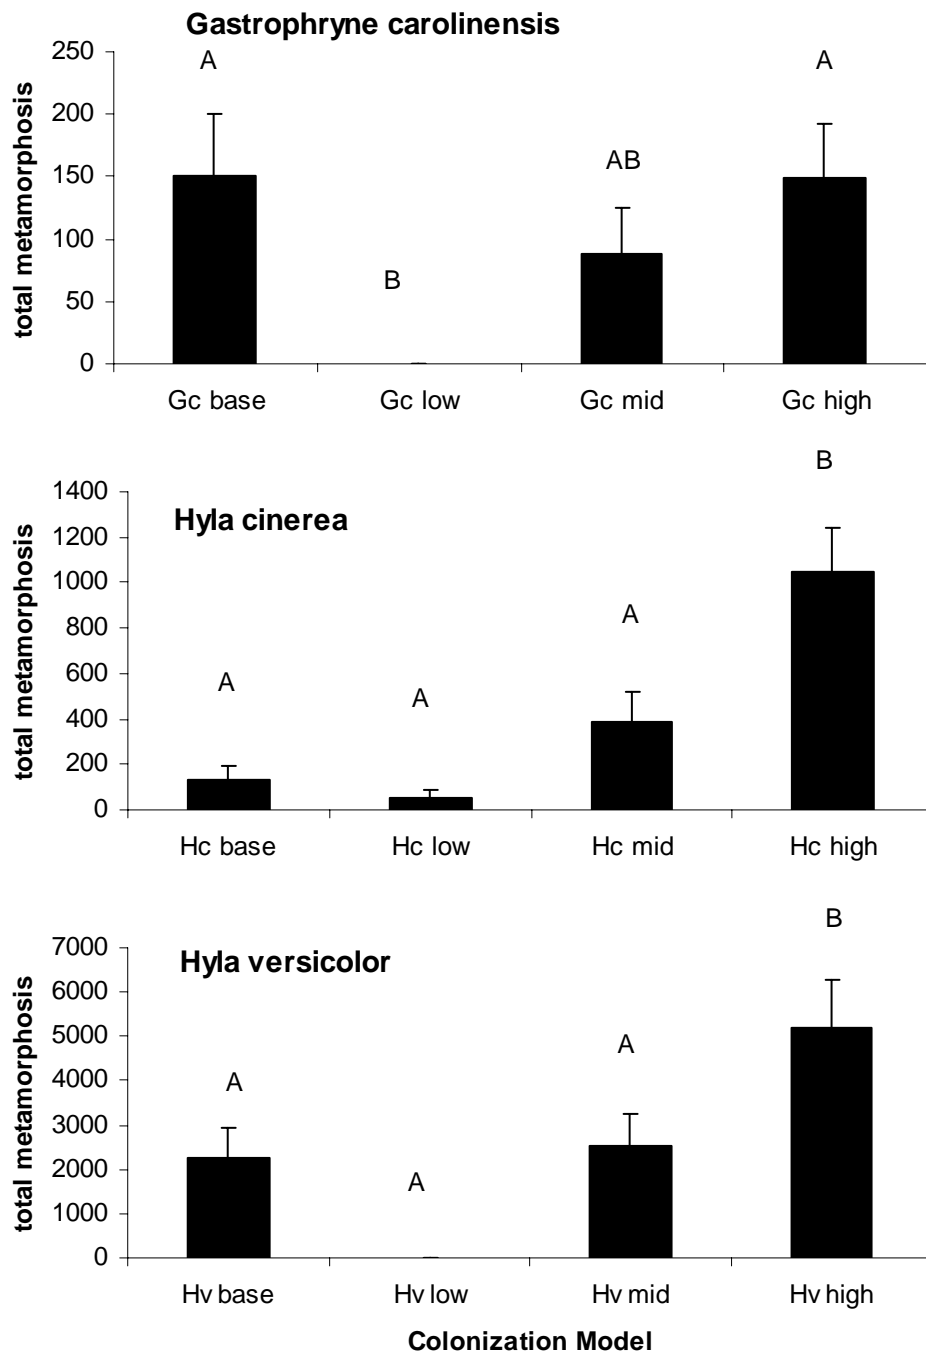 Gastrophryne carolinensis
total metamorphosis
250
200
150
100
50
0
A
B
AB
A
Gc base
Gc low
Gc mid
Gc high
Hyla cinerea
total metamorphosis
1400
1200
1000
800
600
400
200
0
A
A
A
B
Hc base
Hc low
Hc mid
Hc high
Hyla versicolor
total metamorphosis
7000
6000
5000
4000
3000
2000
1000
0
A
A
A
B
Hv base
Hv low
Hv mid
Hv high
Colonization Model